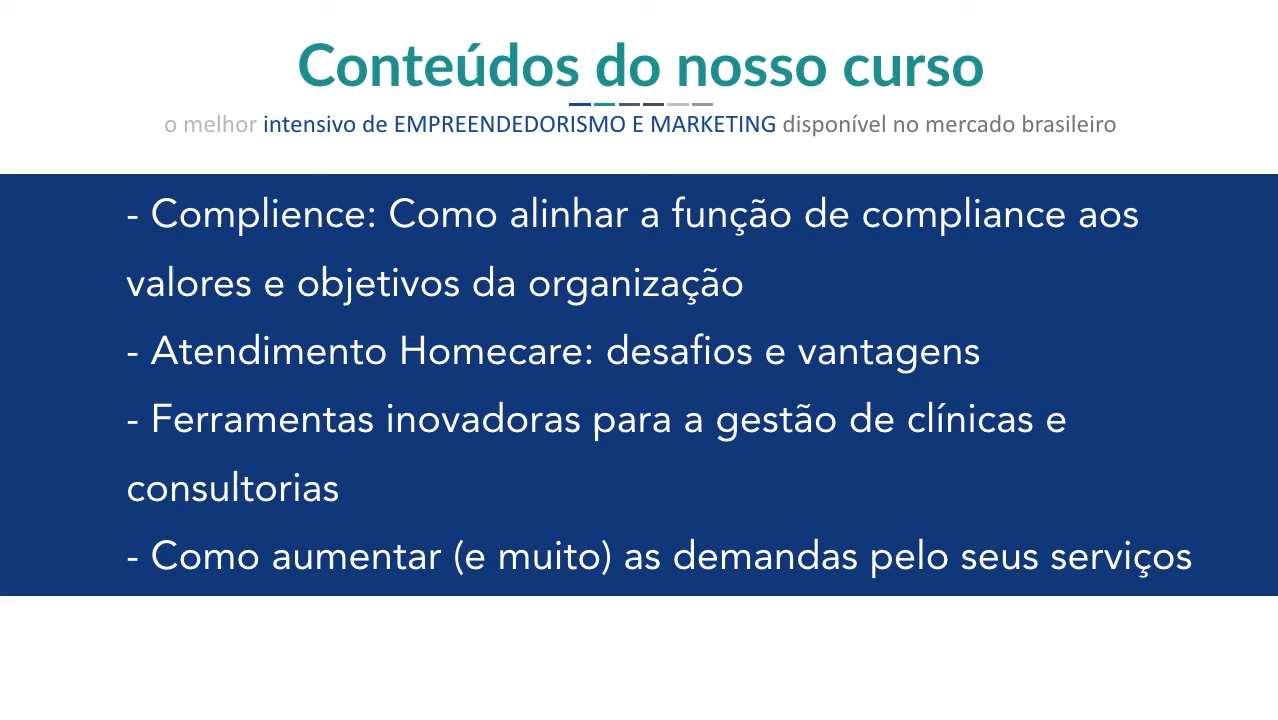 Conteúdos do nosso curso
o melhor intensivo de EMPREENDEDORISMO E MARKETING disponível no mercado brasileiro
- Complience: Como alinhar a função de compliance aos
valores e objetivos da organização
- Atendimento Homecare: desafios e vantagens
- Ferramentas inovadoras para a gestão de clínicas e
consultorias
- Como aumentar (e muito) as demandas pelo seus serviços